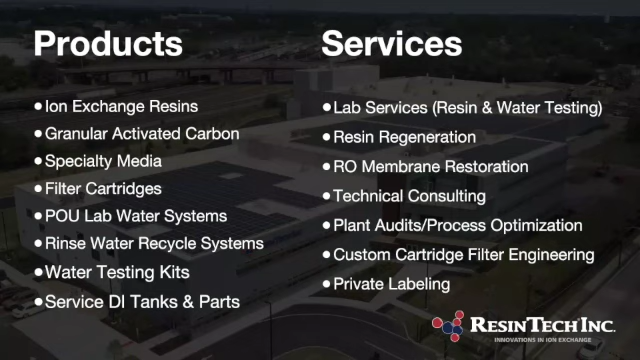 Products
• Ion Exchange Resins
• Granular Activated Carbon
• Specialty Media
• Filter Cartridges
• POU Lab Water Systems
• Rinse Water Recycle Systems
• Water Testing Kits
• Service DI Tanks & Parts
Services
• Lab Services (Resin & Water Testing)
• Resin Regeneration
• RO Membrane Restoration
• Technical Consulting
• Plant Audits/Process Optimization
• Custom Cartridge Filter Engineering
• Private Labeling
RESINTECH INC.
INNOVATIONS IN ION EXCHANGE